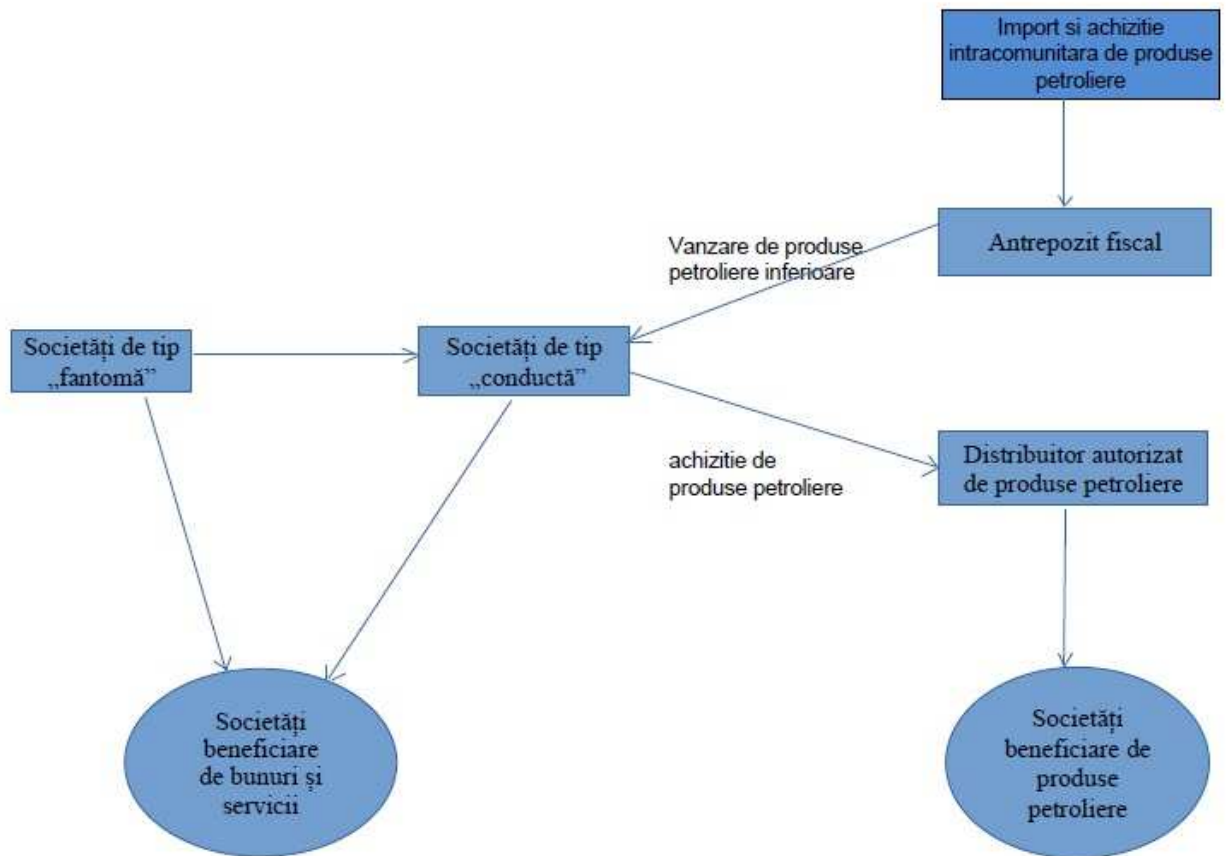 Import si achizitie
intracomunitara de produse
petroliere
Antrepozit fiscal
Vanzare de produse
petroliere inferioare
Societăți de tip
„fantomă”
Societăți de tip
„conductă”
achizitie de
produse petroliere
Distribuitor autorizat
de produse petroliere
Societăți
beneficiare
de bunuri și
servicii
Societăți
beneficiare de
produse
petroliere